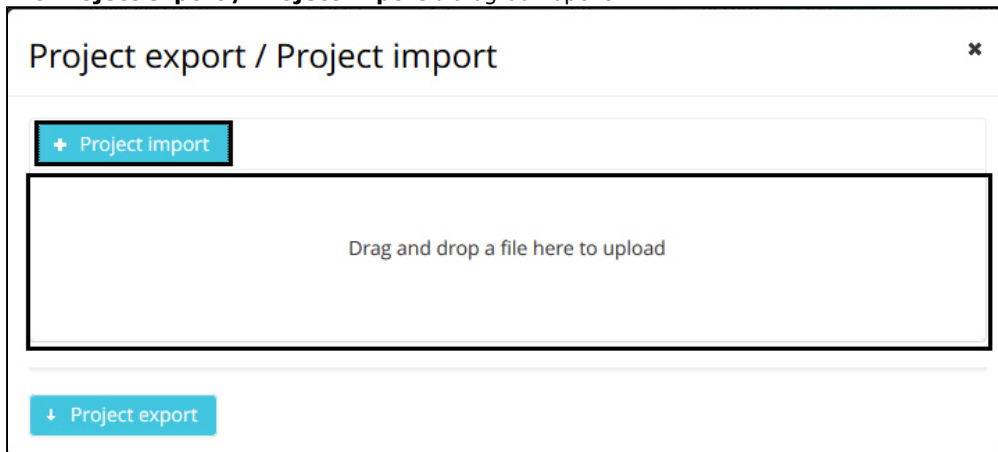 Project export / Project import
Project import
Drag and drop a file here to upload
Project export